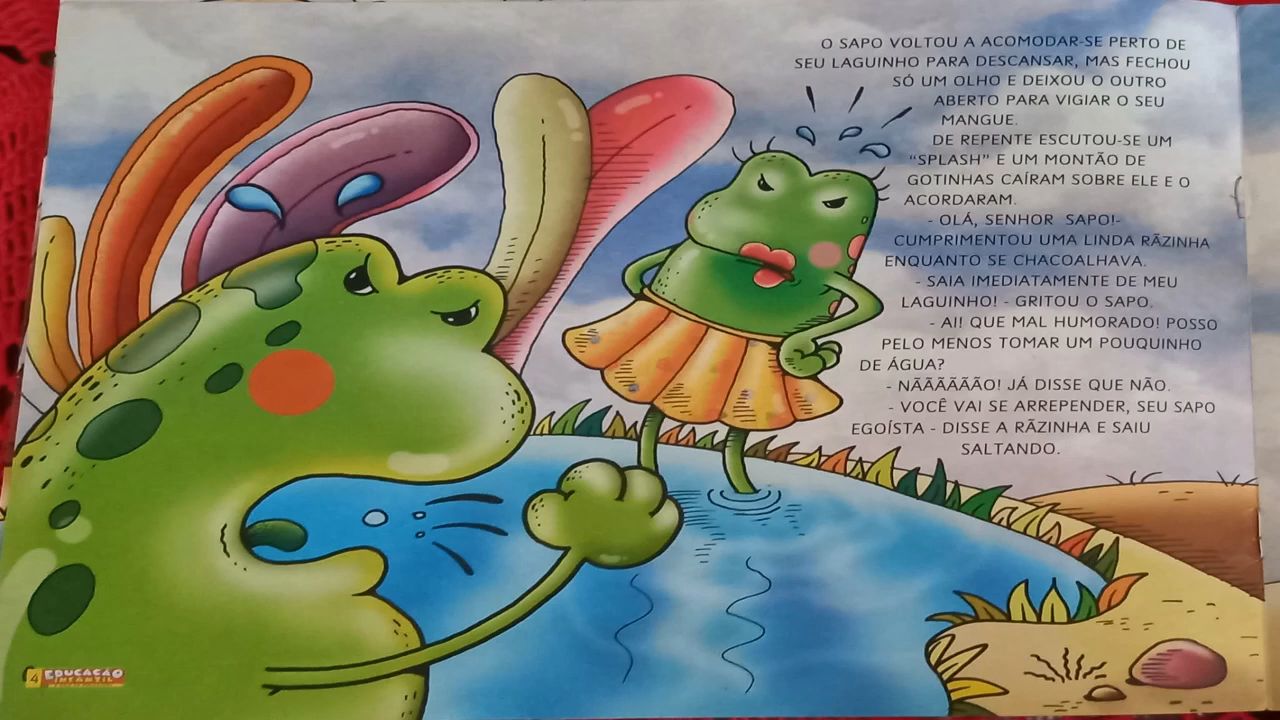 O SAPO VOLTOU A ACOMODAR-SE PERTO DE
SEU LAGUINHO PARA DESCANSAR, MAS FECHOU
SÓ UM OLHO E DEIXOU O OUTRO
ABERTO PARA VIGIAR O SEU
MANGUE.
DE REPENTE ESCUTOU-SE UM
"SPLASH" E UM MONTÃO DE
GOTINHAS CAÍRAM SOBRE ELE E O
ACORDARAM.
- OLÁ, SENHOR SAPO!-
CUMPRIMENTOU UMA LINDA RÃZINHA
ENQUANTO SE CHACOALHAVA.
- SAIA IMEDIATAMENTE DE MEU
LAGUINHO! - GRITOU O SAPO.
- AI! QUE MAL HUMORADO! POSSO
PELO MENOS TOMAR UM POUQUINHO
DE ÁGUA?
- NÃÃÃÃÃÃO! JÁ DISSE QUE NÃO.
- VOCÊ VAI SE ARREPENDER, SEU SAPO
EGOÍSTA - DISSE A RÃZINHA E SAIU
SALTANDO.
4 EDUCAÇÃO
INFANTIL